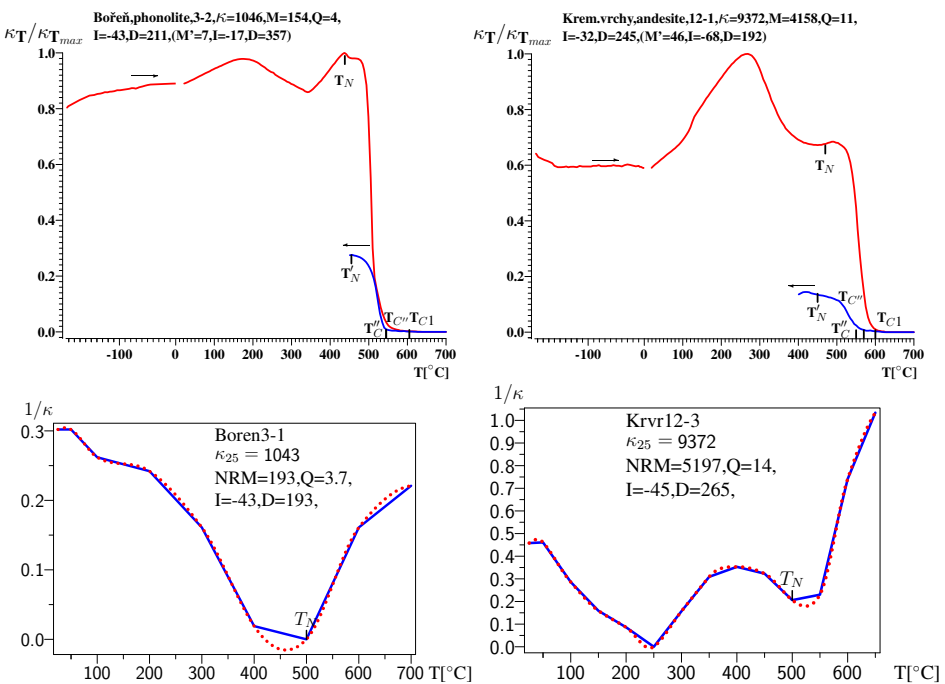 Bořeň,phonolite,3-2,κ=1046,M=154,Q=4,
I=-43,D=211,(M'=7,I=-17,D=357)
κT/κTmax
1.0
0.8
0.6
0.4
0.2
0.0
TN
T'N
T''C
TC''
TC1
-100 0 100 200 300 400 500 600 700
T[°C]
Krem.vrchy,andesite,12-1,κ=9372,M=4158,Q=11,
I=-32,D=245,(M'=46,I=-68,D=192)
κT/κTmax
1.0
0.8
0.6
0.4
0.2
0.0
TN
TC''
T'N
T''C
TC1
-100 0 100 200 300 400 500 600 700
T[°C]
1/κ
0.3
0.2
0.1
0.0
Boren3-1
κ25 = 1043
NRM=193,Q=3.7,
I=-43,D=193,
TN
100 200 300 400 500 600 700 T[°C]
1/κ
1.0
0.9
0.8
0.7
0.6
0.5
0.4
0.3
0.2
0.1
0.0
Krvr12-3
κ25 = 9372
NRM=5197,Q=14,
I=-45,D=265,
TN
100 200 300 400 500 600 T[°C]